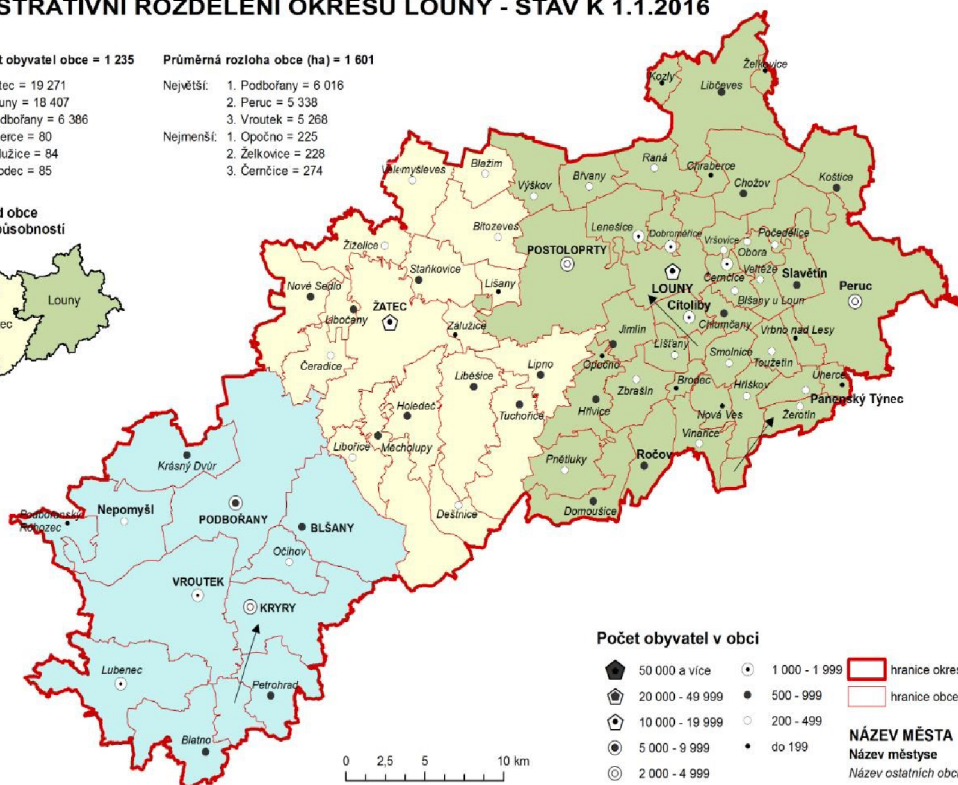 STRATIVNÍ ROZDĚLENÍ OKRESU LOUNY - STAV K 1.1.2016
t obyvatel obce = 1 235
tec = 19 271
uny = 18 407
dbořany = 6 386
erce = 80
lužice = 84
odec = 85
Průměrná rozloha obce (ha) = 1 601
Největší: 1. Podbořany = 6 016
2. Peruc = 5 338
3. Vroutek = 5 268
Nejmenší: 1. Opočno = 225
2. Želkovice = 228
3. Černčice = 274
d obce
působností
Louny
ec
Kozly
Želkovice
Libčeves
Blažim
Raná
Chraberce
Břvany
Koštice
Výškov
Chožov
Bitozeves
Lenešice
Dobroměřice
Počedělice
Vršovice
Obora
Žiželice
POSTOLOPRTY
Staňkovice
Veltěže
Slavětín
Peruc
Černčice
LOUNY
Nové Sedlo
Lišany
Blšany u Loun
Citoliby
Libočany
ŽATEC
Chlumčany
Zálužice
Jimlín
Vrbno nad Lesy
Lišťany
Smolnice
Toužetín
Čeradice
Opočno
Lipno
Úherce
Liběšice
Zbrašín
Brodec
Hříškov
Panenský Týnec
Hřivice
Tuchořice
Nová Ves
Žerotín
Holedeč
Vinařice
Libořice
Měcholupy
Ročov
Pnětluky
Krásný Dvůr
Domoušice
Deštnice
Nepomyšl
PODBOŘANY
Podbořanský
Rohozec
BLŠANY
Očihov
VROUTEK
KRYRY
Lubenec
Petrohrad
Blatno
0 2,5 5 10 km
Počet obyvatel v obci
50 000 a více
20 000 - 49 999
10 000 - 19 999
5 000 - 9 999
2 000 - 4 999
1 000 - 1 999
500 - 999
200 - 499
do 199
hranice okres
hranice obce
NÁZEV MĚSTA
Název městyse
Název ostatních obc